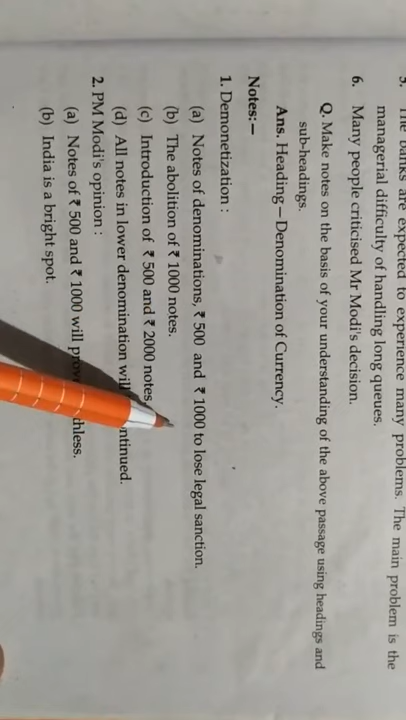 5. The banks are expected to experience many problems. The main problem is the
managerial difficulty of handling long queues.
6. Many people criticised Mr Modi's decision.
Q. Make notes on the basis of your understanding of the above passage using headings and
sub-headings.
Ans. Heading—Denomination of Currency.
Notes:–
1. Demonetization :
(a) Notes of denominations, ₹ 500 and ₹ 1000 to lose legal sanction.
(b) The abolition of ₹ 1000 notes.
(c) Introduction of ₹ 500 and ₹ 2000 notes
(d) All notes in lower denomination will ntinued.
2. PM Modi's opinion :
(a) Notes of ₹ 500 and ₹ 1000 will prov thless.
(b) India is a bright spot.